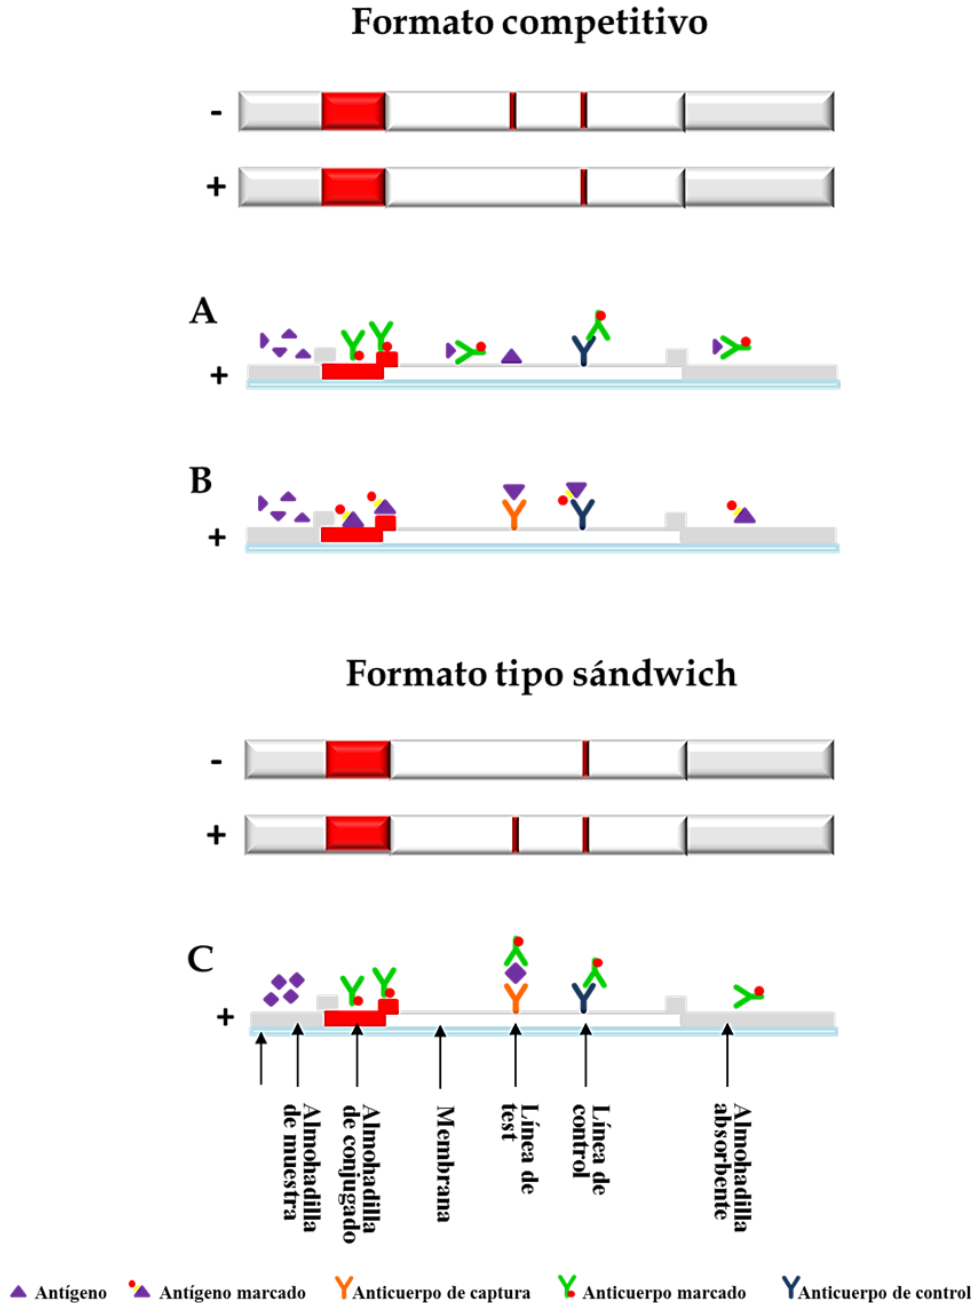 Formato competitivo
-
+
A
+
B
+
Formato tipo sándwich
-
+
C
+
Almohadilla
de muestra
Almohadilla
de conjugado
Membrana
Línea de
test
Línea de
control
Almohadilla
absorbente
Antígeno
Antígeno marcado
Anticuerpo de captura
Anticuerpo marcado
Anticuerpo de control